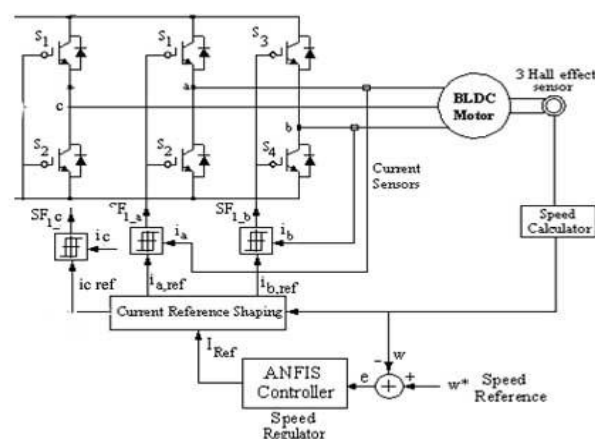 S1 S1 S3
3 Hall effect
sensor
BLDC
Motor
a
c
b
S2 S2 S4
Current
Sensors
SF1_c SF1_a SF1_b
Speed
Calculator
ic ia ib
ic ref ia,ref ib,ref
Current Reference Shaping
IRef
- w
ANFIS
Controller
e + +
w* Speed
Reference
Speed
Regulator